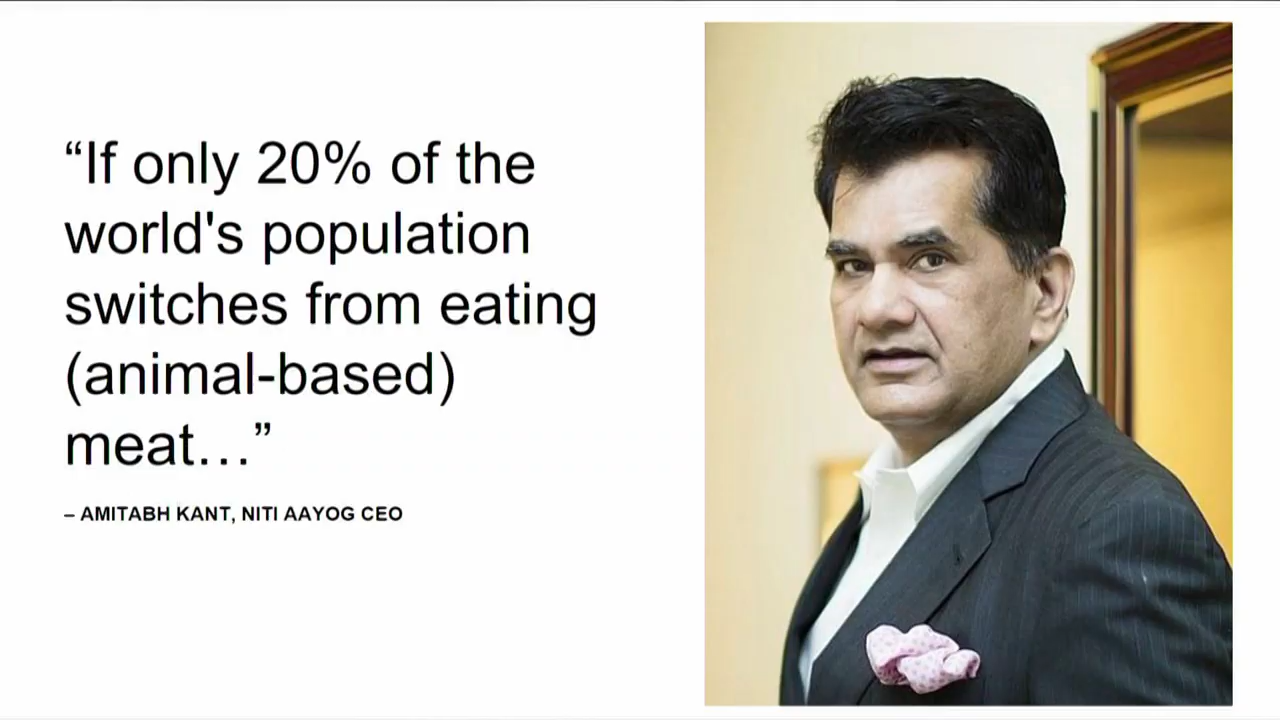 “If only 20% of the
world's population
switches from eating
(animal-based)
meat…”
– AMITABH KANT, NITI AAYOG CEO